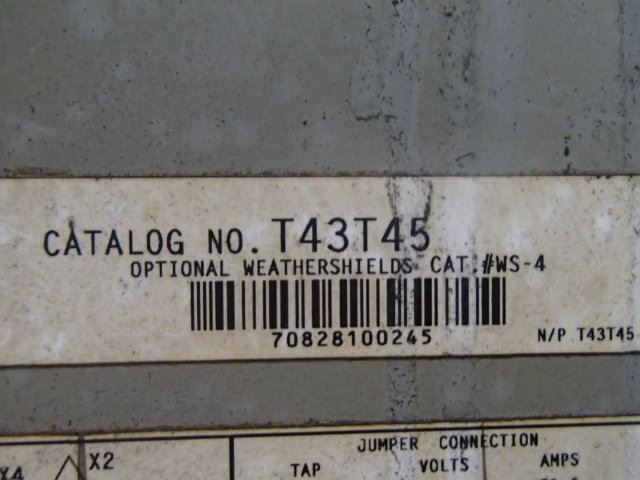 CATALOG NO. T43T45
OPTIONAL WEATHERSHIELDS CAT.#WS-4
70828100245
N/P T43T45
JUMPER CONNECTION
X4 X2 TAP VOLTS AMPS